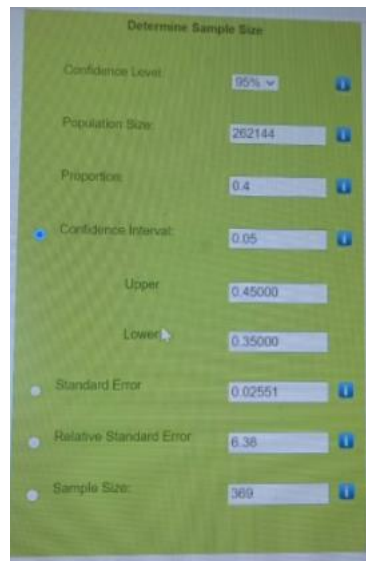 Determine Sample Size
Confidence Level: 95%
Population Size: 262144
Proportion: 0.4
Confidence Interval: 0.05
Upper 0.45000
Lower 0.35000
Standard Error 0.02551
Relative Standard Error 6.38
Sample Size: 369